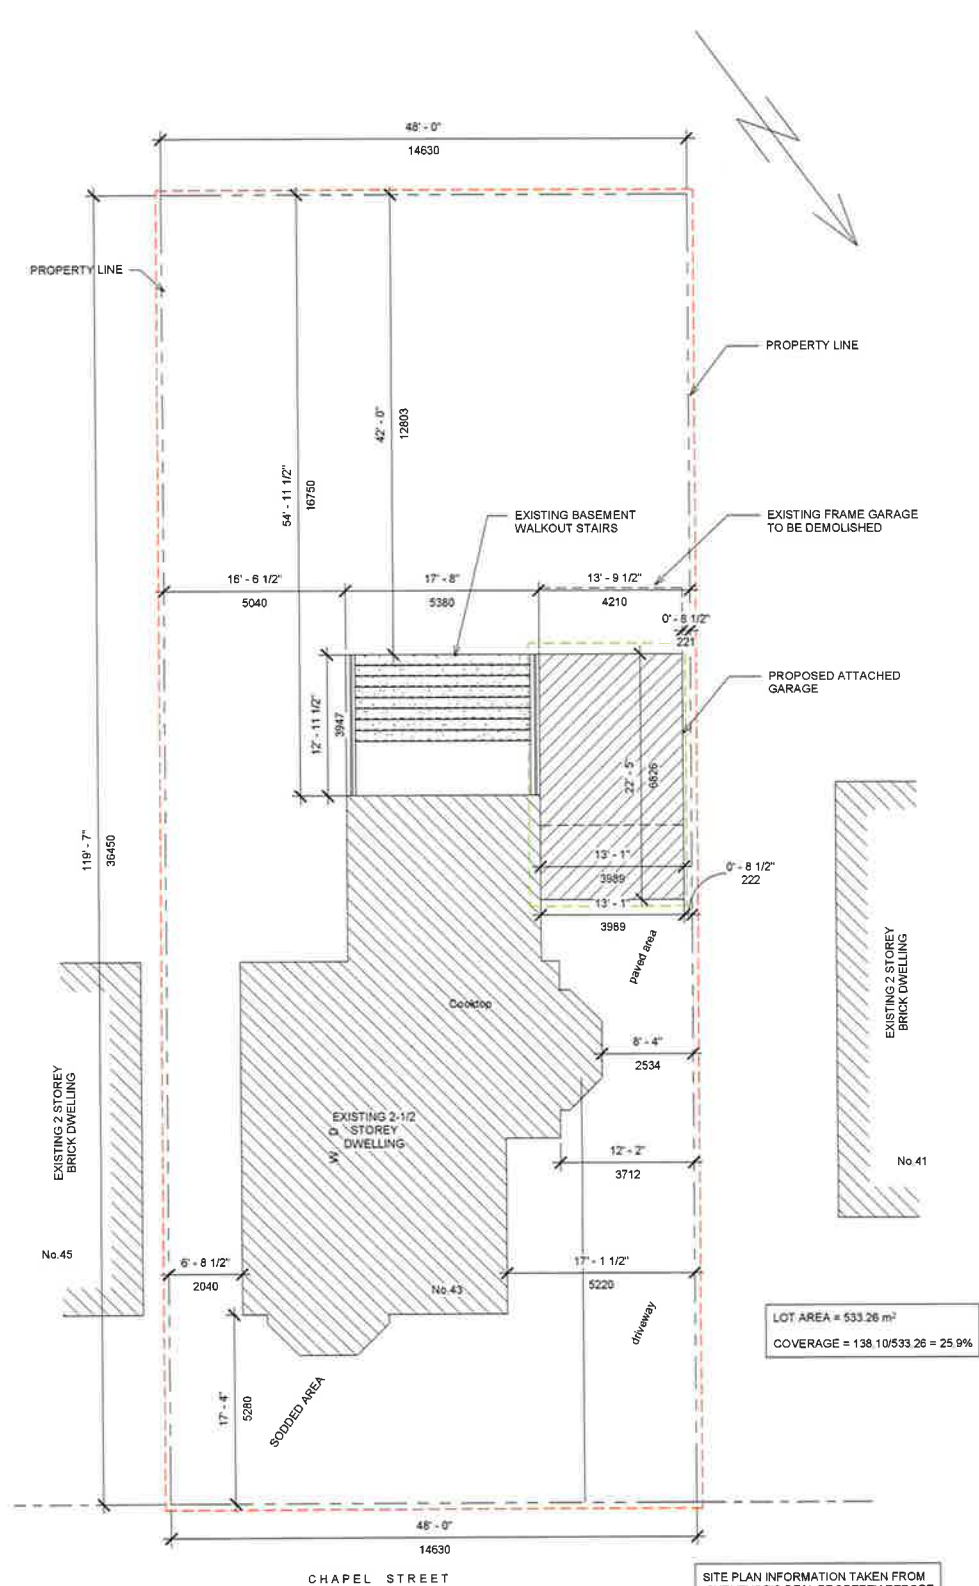 48' - 0"
14630
PROPERTY LINE
PROPERTY LINE
42' - 0"
12803
54' - 11 1/2"
16750
EXISTING BASEMENT
WALKOUT STAIRS
EXISTING FRAME GARAGE
TO BE DEMOLISHED
16' - 6 1/2"
5040
17' - 8"
5380
13' - 9 1/2"
4210
0' - 8 1/2"
221
PROPOSED ATTACHED
GARAGE
12' - 11 1/2"
3947
22' - 5"
6826
119' - 7"
36450
13' - 1"
3989
0' - 8 1/2"
222
13' - 1"
3989
paved area
EXISTING 2 STOREY
BRICK DWELLING
Cooktop
8' - 4"
2534
EXISTING 2 STOREY
BRICK DWELLING
EXISTING 2-1/2
STOREY
DWELLING
W D
12' - 2"
3712
No.41
No.45
6' - 8 1/2"
2040
No.43
17' - 1 1/2"
5220
driveway
LOT AREA = 533.26 m²
COVERAGE = 138.10/533.26 = 25.9%
17' - 4"
5280
SODDED AREA
48' - 0"
14630
CHAPEL STREET
SITE PLAN INFORMATION TAKEN FROM